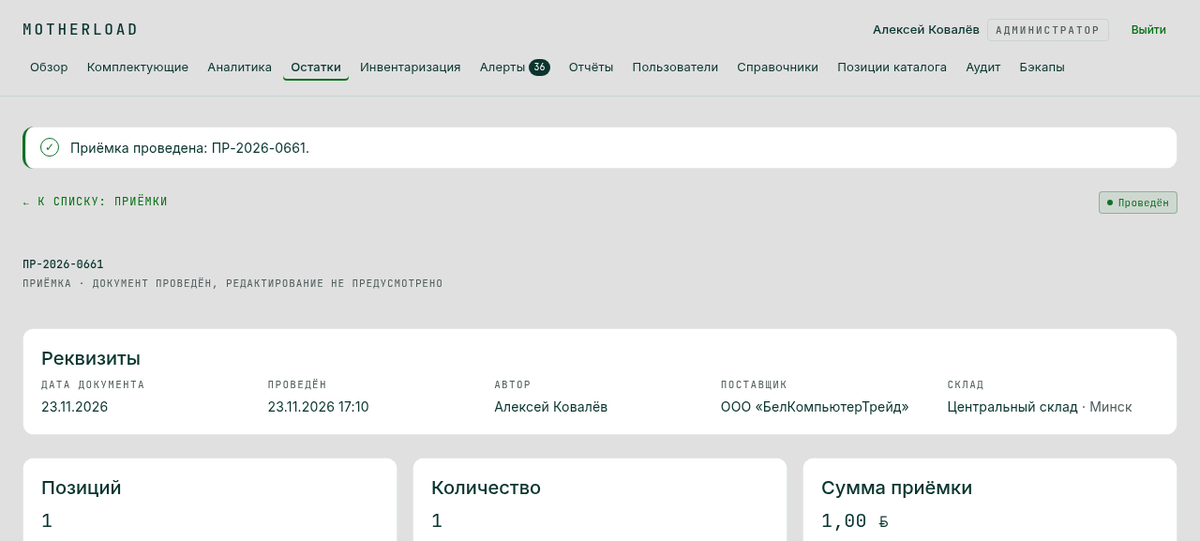 MOTHERLOAD
Алексей Ковалёв АДМИНИСТРАТОР Выйти
Обзор Комплектующие Аналитика Остатки Инвентаризация Алерты 36 Отчёты Пользователи Справочники Позиции каталога Аудит Бэкапы
✓ Приёмка проведена: ПР-2026-0661.
← К СПИСКУ: ПРИЁМКИ
Проведён
ПР-2026-0661
ПРИЁМКА · ДОКУМЕНТ ПРОВЕДЁН, РЕДАКТИРОВАНИЕ НЕ ПРЕДУСМОТРЕНО
Реквизиты
ДАТА ДОКУМЕНТА ПРОВЕДЁН АВТОР ПОСТАВЩИК СКЛАД
23.11.2026 23.11.2026 17:10 Алексей Ковалёв ООО «БелКомпьютерТрейд» Центральный склад · Минск
Позиций Количество Сумма приёмки
1 1 1,00